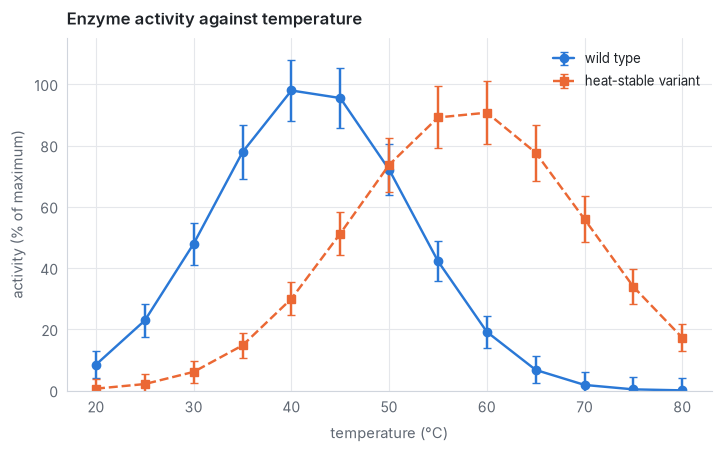 Enzyme activity against temperature
wild type
heat-stable variant
activity (% of maximum)
100
80
60
40
20
0
20 30 40 50 60 70 80
temperature (°C)